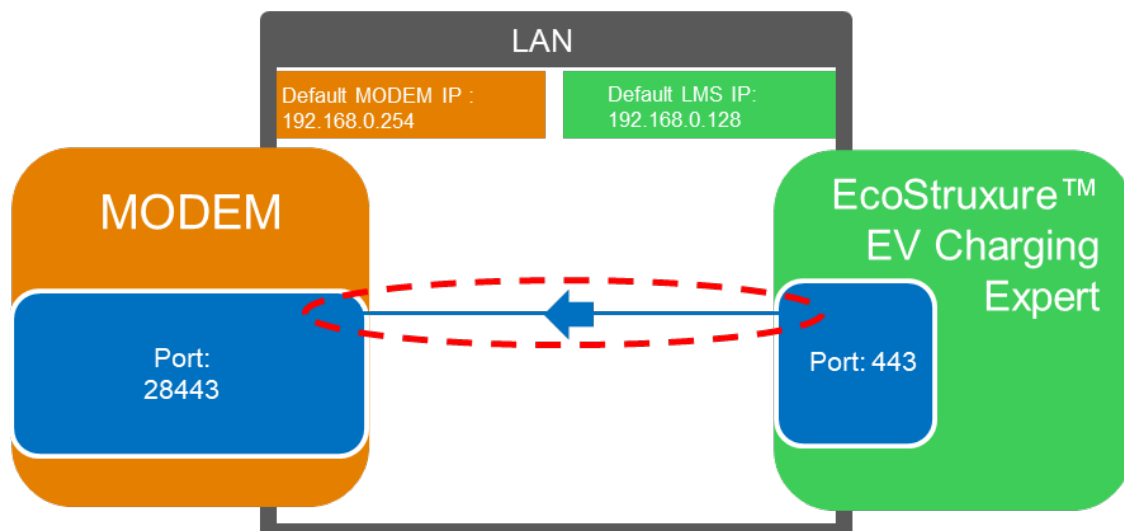 LAN
Default MODEM IP :
192.168.0.254
Default LMS IP:
192.168.0.128
MODEM
EcoStruxure™
EV Charging
Expert
Port:
28443
Port: 443